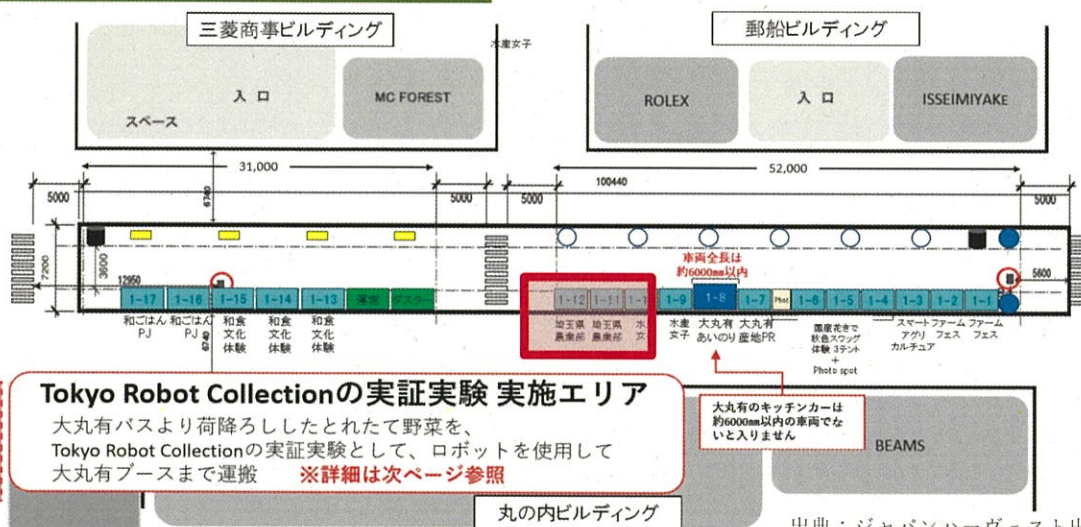 三菱商事ビルディング
郵船ビルディング
水産女子
入口
スペース
MC FOREST
ROLEX
入口
ISSEIMIYAKE
31,000
52,000
100440
5000
5000
5000
5000
6740
7200
3600
12950
5600
車両全長は
約6000mm以内
1-17
1-16
1-15
1-14
1-13
運営
ダスター
1-12
1-11
1-1
1-9
1-8
1-7
Phot
1-6
1-5
1-4
1-3
1-2
1-1
和ごはん
PJ
和ごはん
PJ
和食
文化
体験
和食
文化
体験
和食
文化
体験
埼玉県
農業部
埼玉県
農業部
水
女
水産
女子
大丸有
あいのり
大丸有
産地PR
国産花きで
秋色スワッグ
体験 3テント
+
Photo spot
スマート
アグリ
カルチュア
ファーム
フェス
ファーム
フェス
6740
Tokyo Robot Collectionの実証実験 実施エリア
大丸有バスより荷降ろししたとれたて野菜を、
Tokyo Robot Collectionの実証実験として、ロボットを使用して
大丸有ブースまで運搬 ※詳細は次ページ参照
大丸有のキッチンカーは
約6000mm以内の車両でな
いと入りません
BEAMS
丸の内ビルディング
出典：ジャパンハーヴェスト